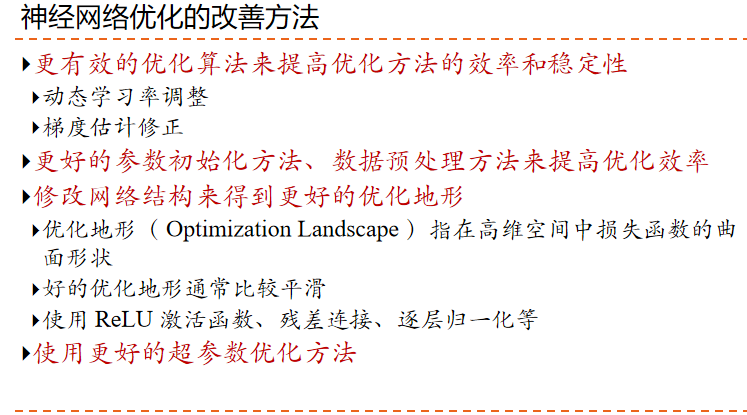 神经网络优化的改善方法
更有效的优化算法来提高优化方法的效率和稳定性
动态学习率调整
梯度估计修正
更好的参数初始化方法、数据预处理方法来提高优化效率
修改网络结构来得到更好的优化地形
优化地形（ Optimization Landscape ）指在高维空间中损失函数的曲
面形状
好的优化地形通常比较平滑
使用 ReLU 激活函数、残差连接、逐层归一化等
使用更好的超参数优化方法